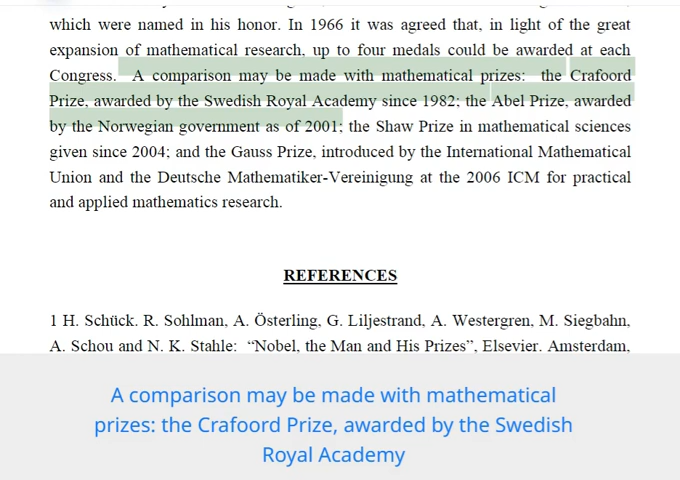 which were named in his honor. In 1966 it was agreed that, in light of the great
expansion of mathematical research, up to four medals could be awarded at each
Congress. A comparison may be made with mathematical prizes: the Crafoord
Prize, awarded by the Swedish Royal Academy since 1982; the Abel Prize, awarded
by the Norwegian government as of 2001; the Shaw Prize in mathematical sciences
given since 2004; and the Gauss Prize, introduced by the International Mathematical
Union and the Deutsche Mathematiker-Vereinigung at the 2006 ICM for practical
and applied mathematics research.
REFERENCES
1 H. Schück. R. Sohlman, A. Österling, G. Liljestrand, A. Westergren, M. Siegbahn,
A. Schou and N. K. Stahle: "Nobel, the Man and His Prizes", Elsevier. Amsterdam,
A comparison may be made with mathematical
prizes: the Crafoord Prize, awarded by the Swedish
Royal Academy